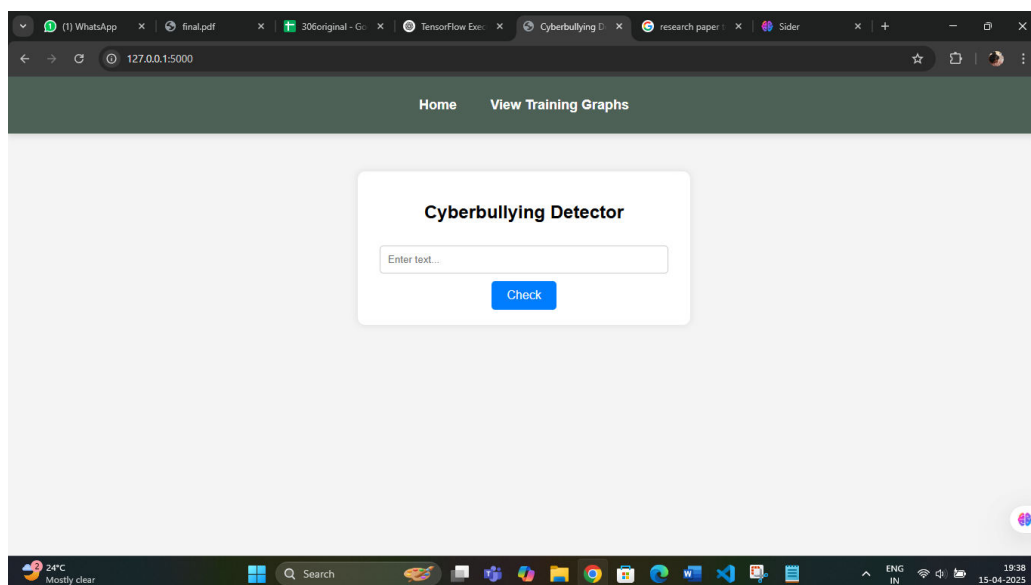 (1) WhatsApp
final.pdf
306original - Go
TensorFlow Exec
Cyberbullying D
research paper
Sider
127.0.0.1:5000
Home
View Training Graphs
Cyberbullying Detector
Enter text...
Check
2
24°C
Mostly clear
Search
ENG
IN
19:38
15-04-2025